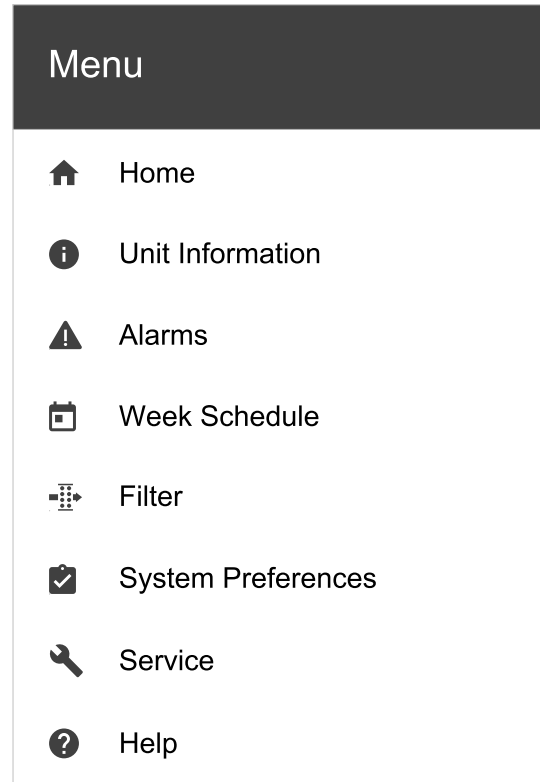 Menu
Home
Unit Information
Alarms
Week Schedule
Filter
System Preferences
Service
Help